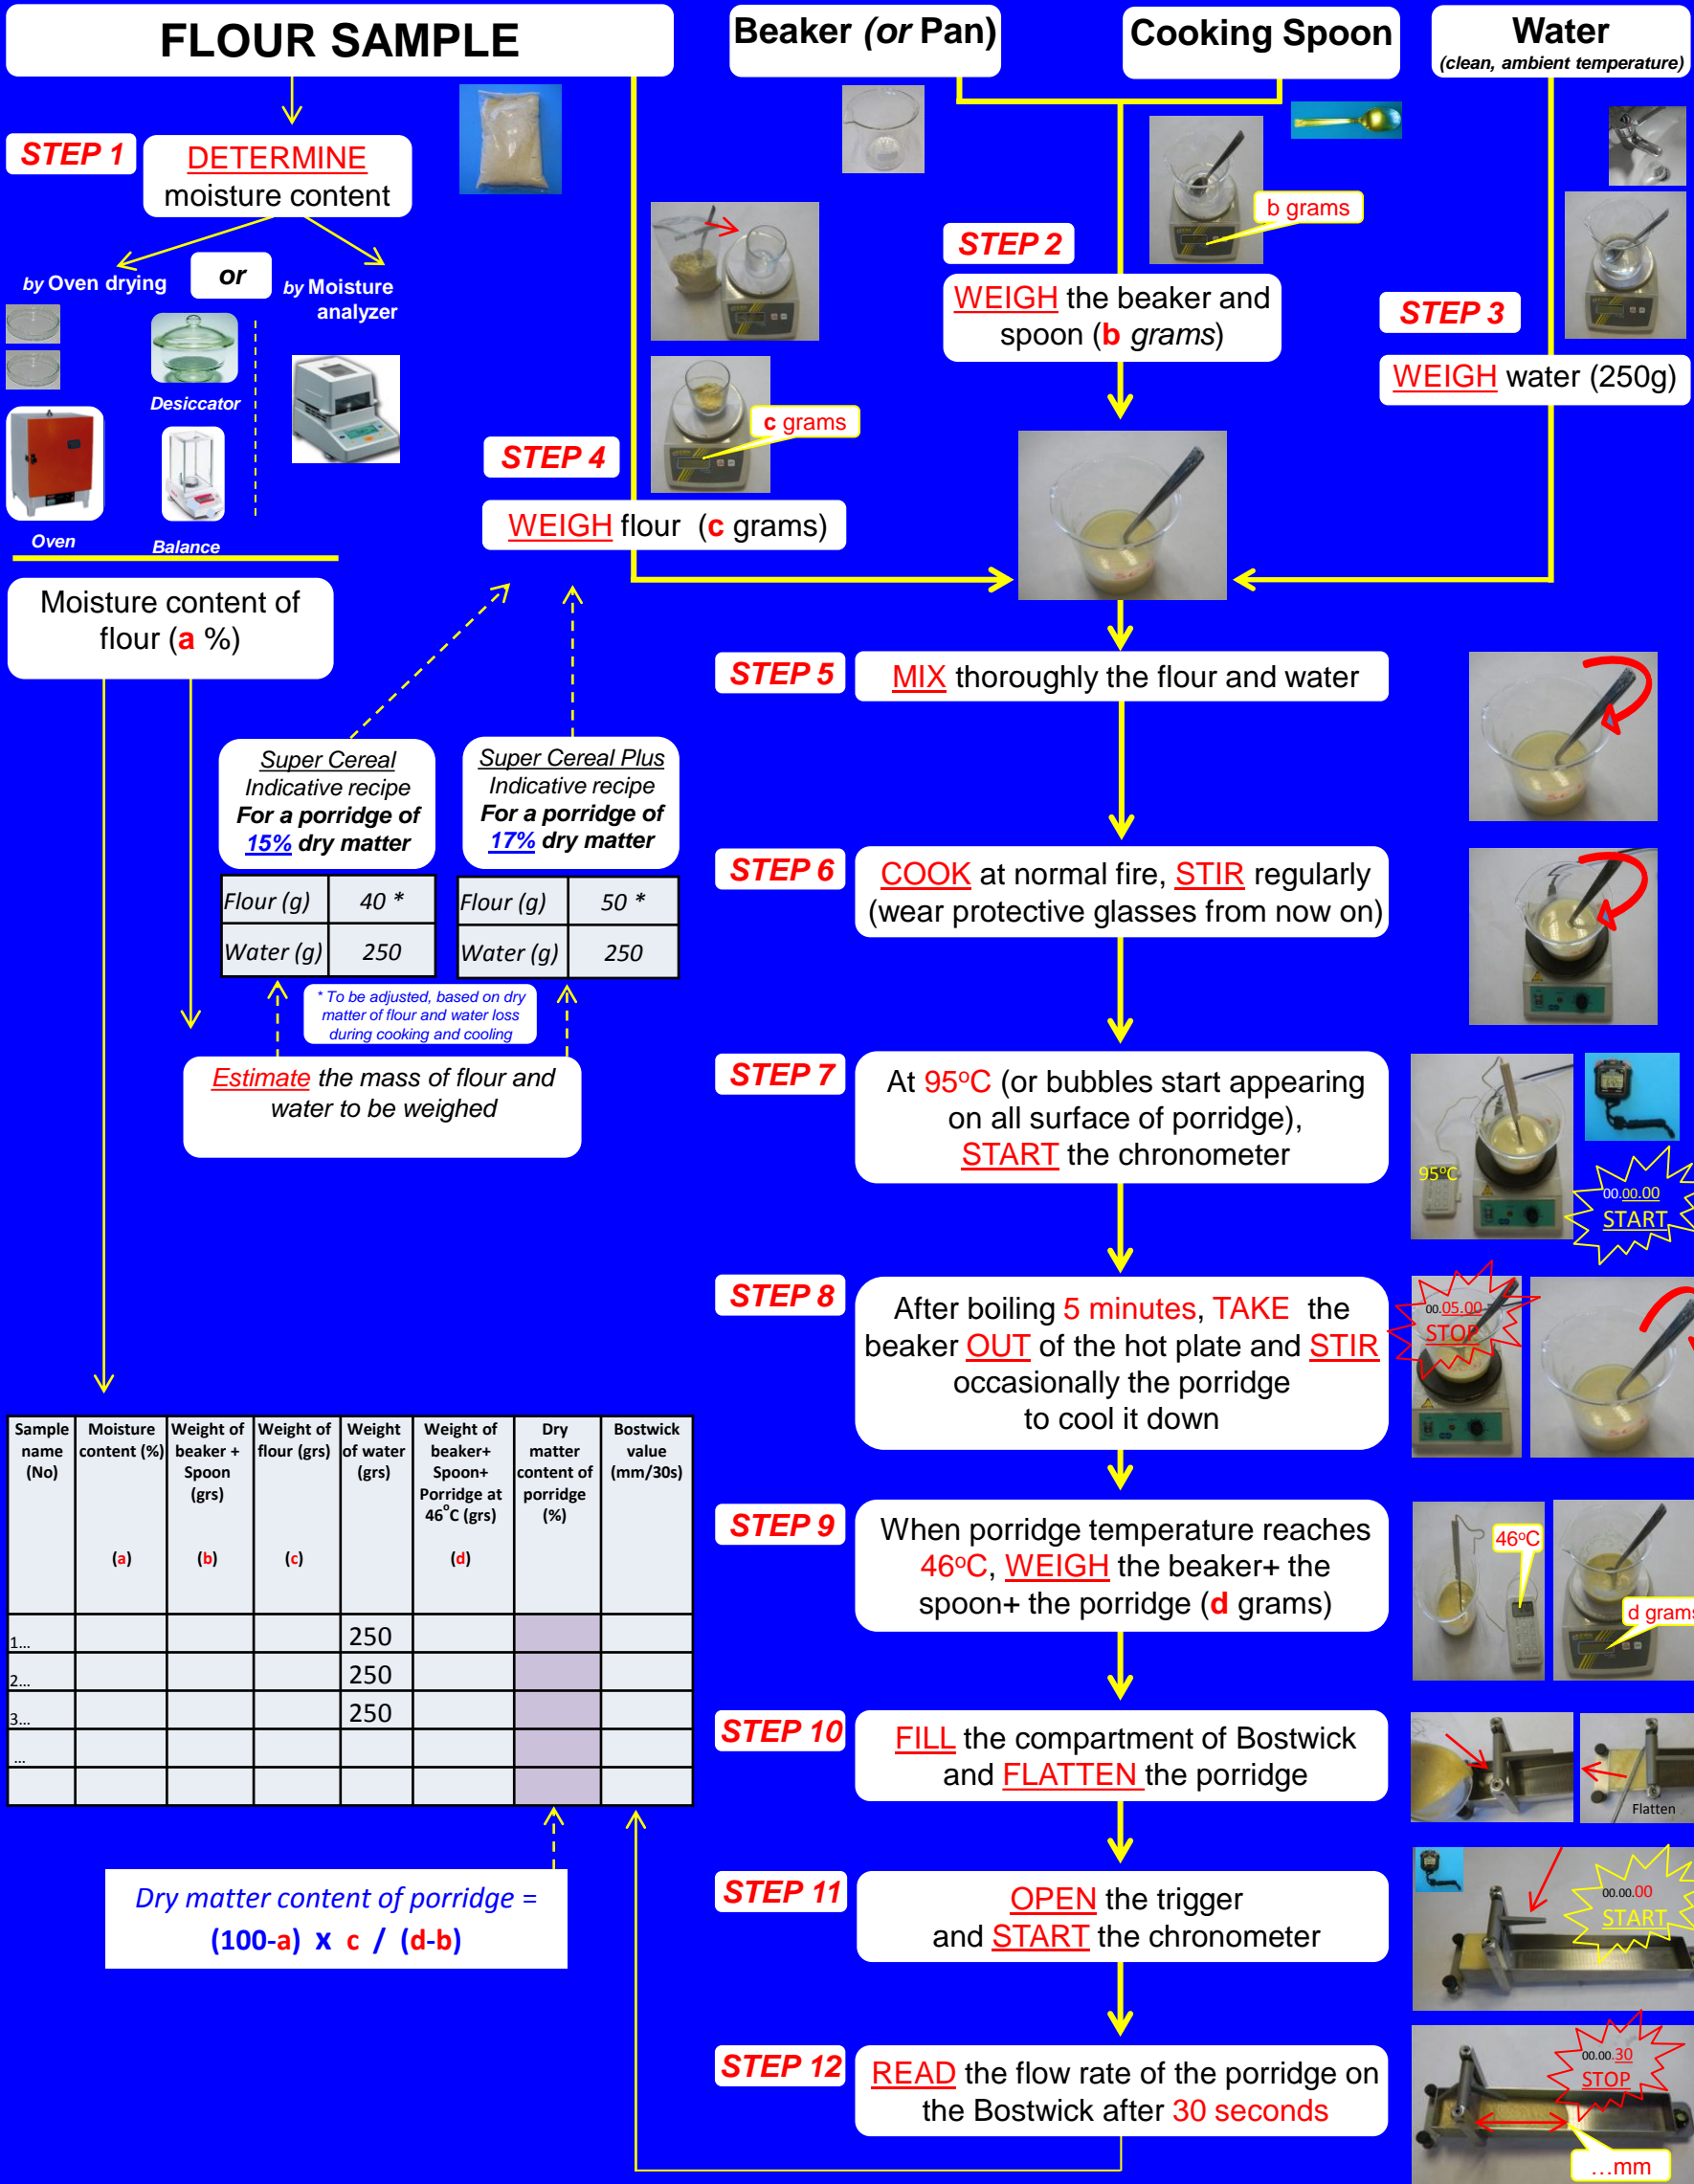 FLOUR SAMPLE
Beaker (or Pan)
Cooking Spoon
Water
(clean, ambient temperature)
STEP 1
DETERMINE
moisture content
by Oven drying
or
by Moisture
analyzer
Desiccator
Oven
Balance
Moisture content of
flour (a %)
STEP 2
b grams
WEIGH the beaker and
spoon (b grams)
STEP 3
WEIGH water (250g)
STEP 4
c grams
WEIGH flour (c grams)
STEP 5
MIX thoroughly the flour and water
Super Cereal
Indicative recipe
For a porridge of
15% dry matter
Flour (g) 40 *
Water (g) 250
Super Cereal Plus
Indicative recipe
For a porridge of
17% dry matter
Flour (g) 50 *
Water (g) 250
* To be adjusted, based on dry
matter of flour and water loss
during cooking and cooling
Estimate the mass of flour and
water to be weighed
STEP 6
COOK at normal fire, STIR regularly
(wear protective glasses from now on)
STEP 7
At 95ºC (or bubbles start appearing
on all surface of porridge),
START the chronometer
95ºC
00.00.00
START
STEP 8
After boiling 5 minutes, TAKE the
beaker OUT of the hot plate and STIR
occasionally the porridge
to cool it down
00.05.00
STOP
Sample
name
(No)
Moisture
content (%)
(a)
Weight of
beaker +
Spoon
(grs)
(b)
Weight of
flour (grs)
(c)
Weight
of water
(grs)
Weight of
beaker+
Spoon+
Porridge at
46°C (grs)
(d)
Dry
matter
content of
porridge
(%)
Bostwick
value
(mm/30s)
1... 250
2... 250
3... 250
...
Dry matter content of porridge =
(100-a) x c / (d-b)
STEP 9
When porridge temperature reaches
46ºC, WEIGH the beaker+ the
spoon+ the porridge (d grams)
46ºC
d grams
STEP 10
FILL the compartment of Bostwick
and FLATTEN the porridge
Flatten
STEP 11
OPEN the trigger
and START the chronometer
00.00.00
START
STEP 12
READ the flow rate of the porridge on
the Bostwick after 30 seconds
00.00.30
STOP
...mm